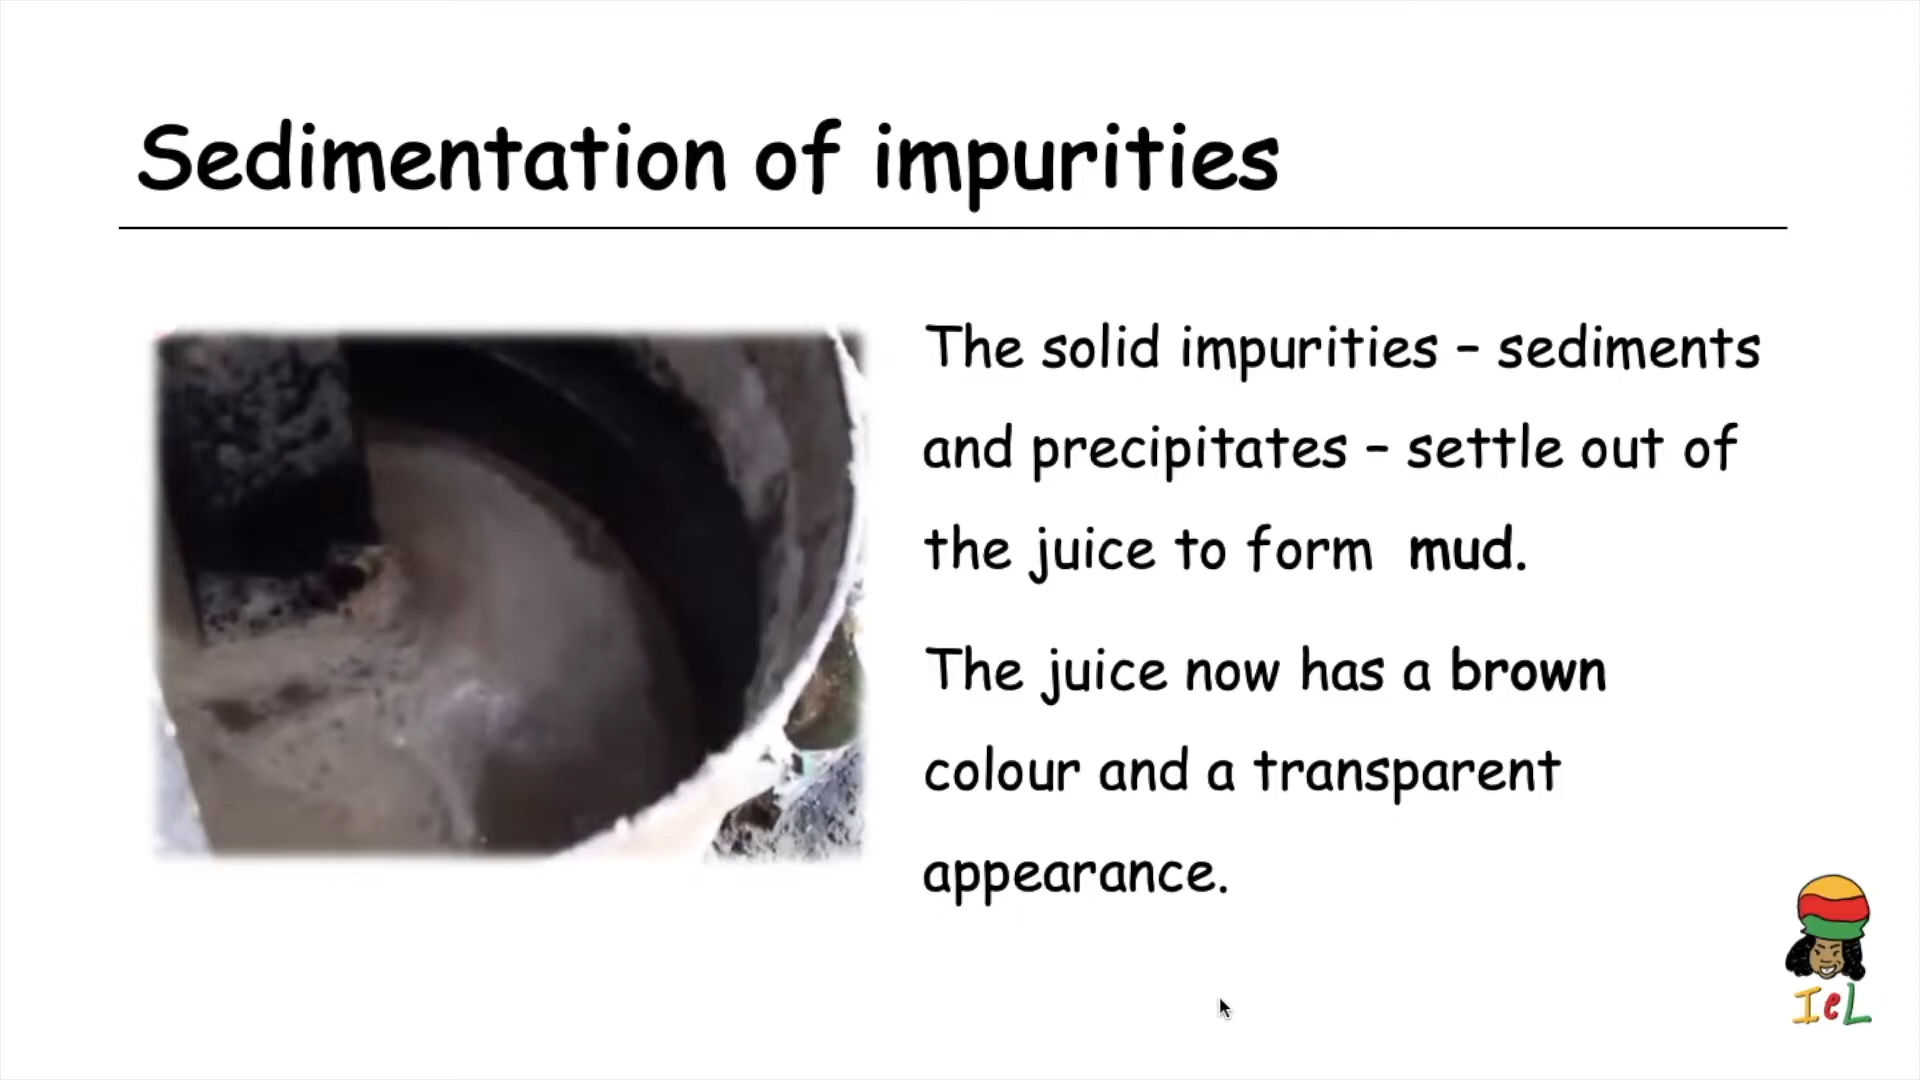 Sedimentation of impurities
The solid impurities – sediments
and precipitates – settle out of
the juice to form  mud.
The juice now has a brown
colour and a transparent
appearance.
IeL